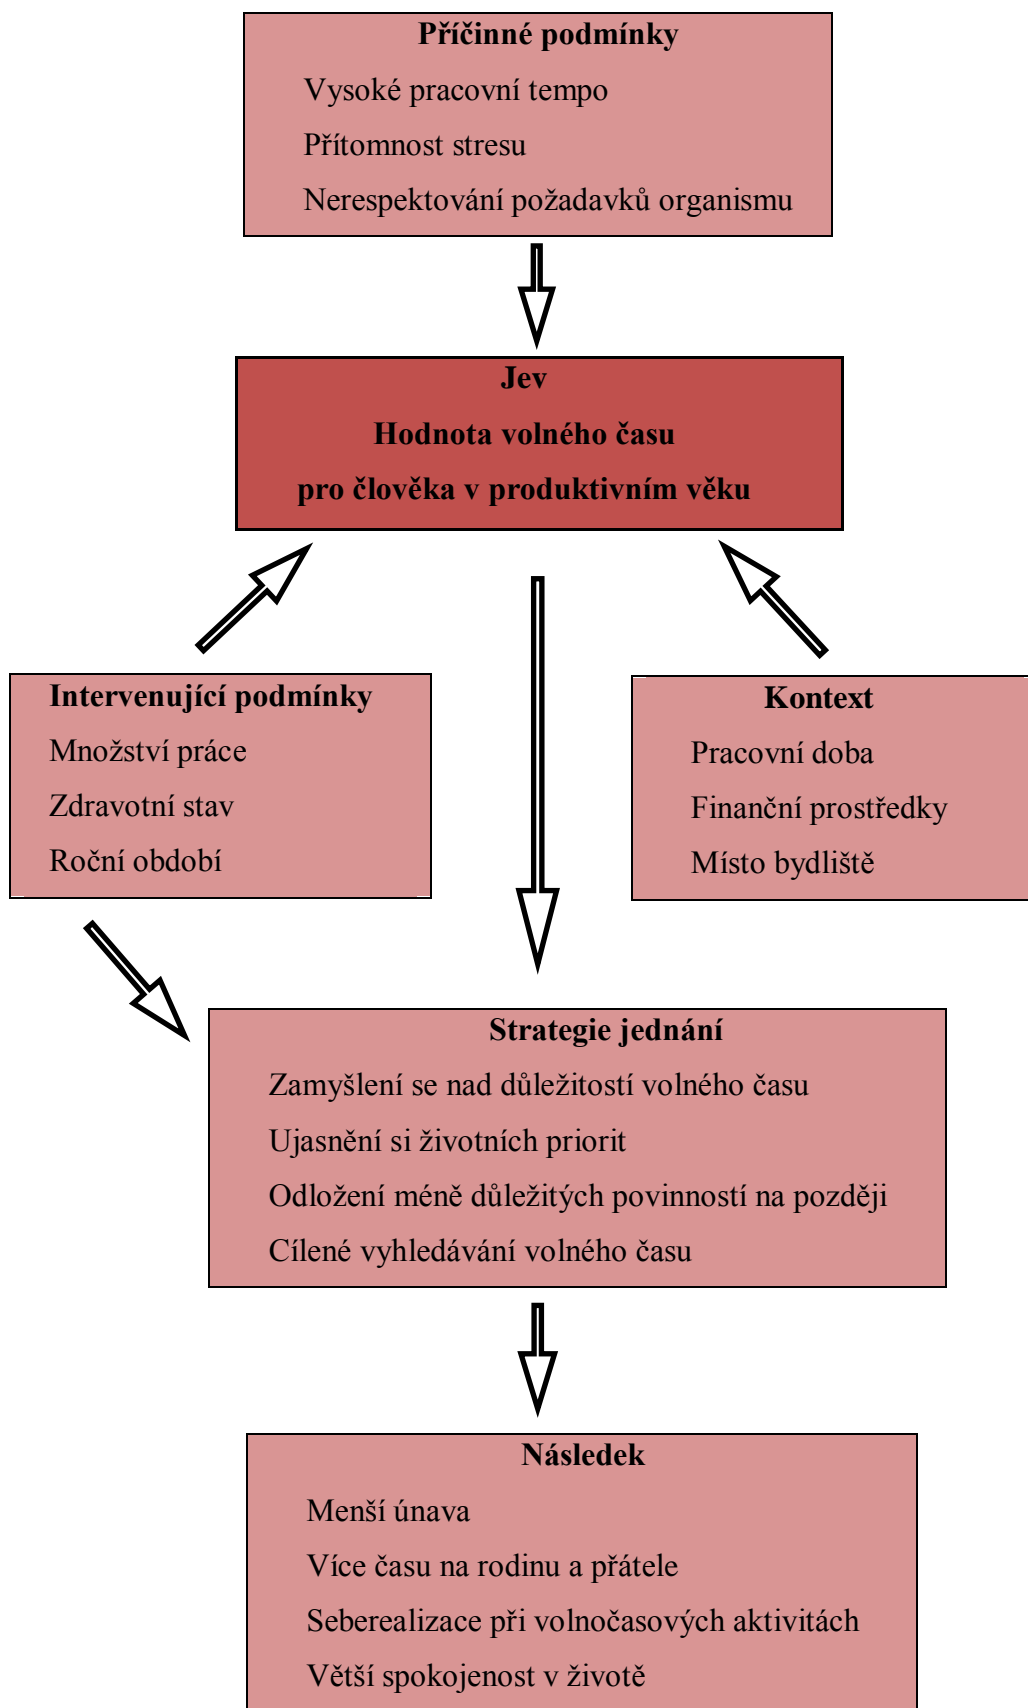 Příčinné podmínky
Vysoké pracovní tempo
Přítomnost stresu
Nerespektování požadavků organismu
Jev
Hodnota volného času
pro člověka v produktivním věku
Intervenující podmínky
Množství práce
Zdravotní stav
Roční období
Kontext
Pracovní doba
Finanční prostředky
Místo bydliště
Strategie jednání
Zamyšlení se nad důležitostí volného času
Ujasnění si životních priorit
Odložení méně důležitých povinností na později
Cílené vyhledávání volného času
Následek
Menší únava
Více času na rodinu a přátele
Seberealizace při volnočasových aktivitách
Větší spokojenost v životě